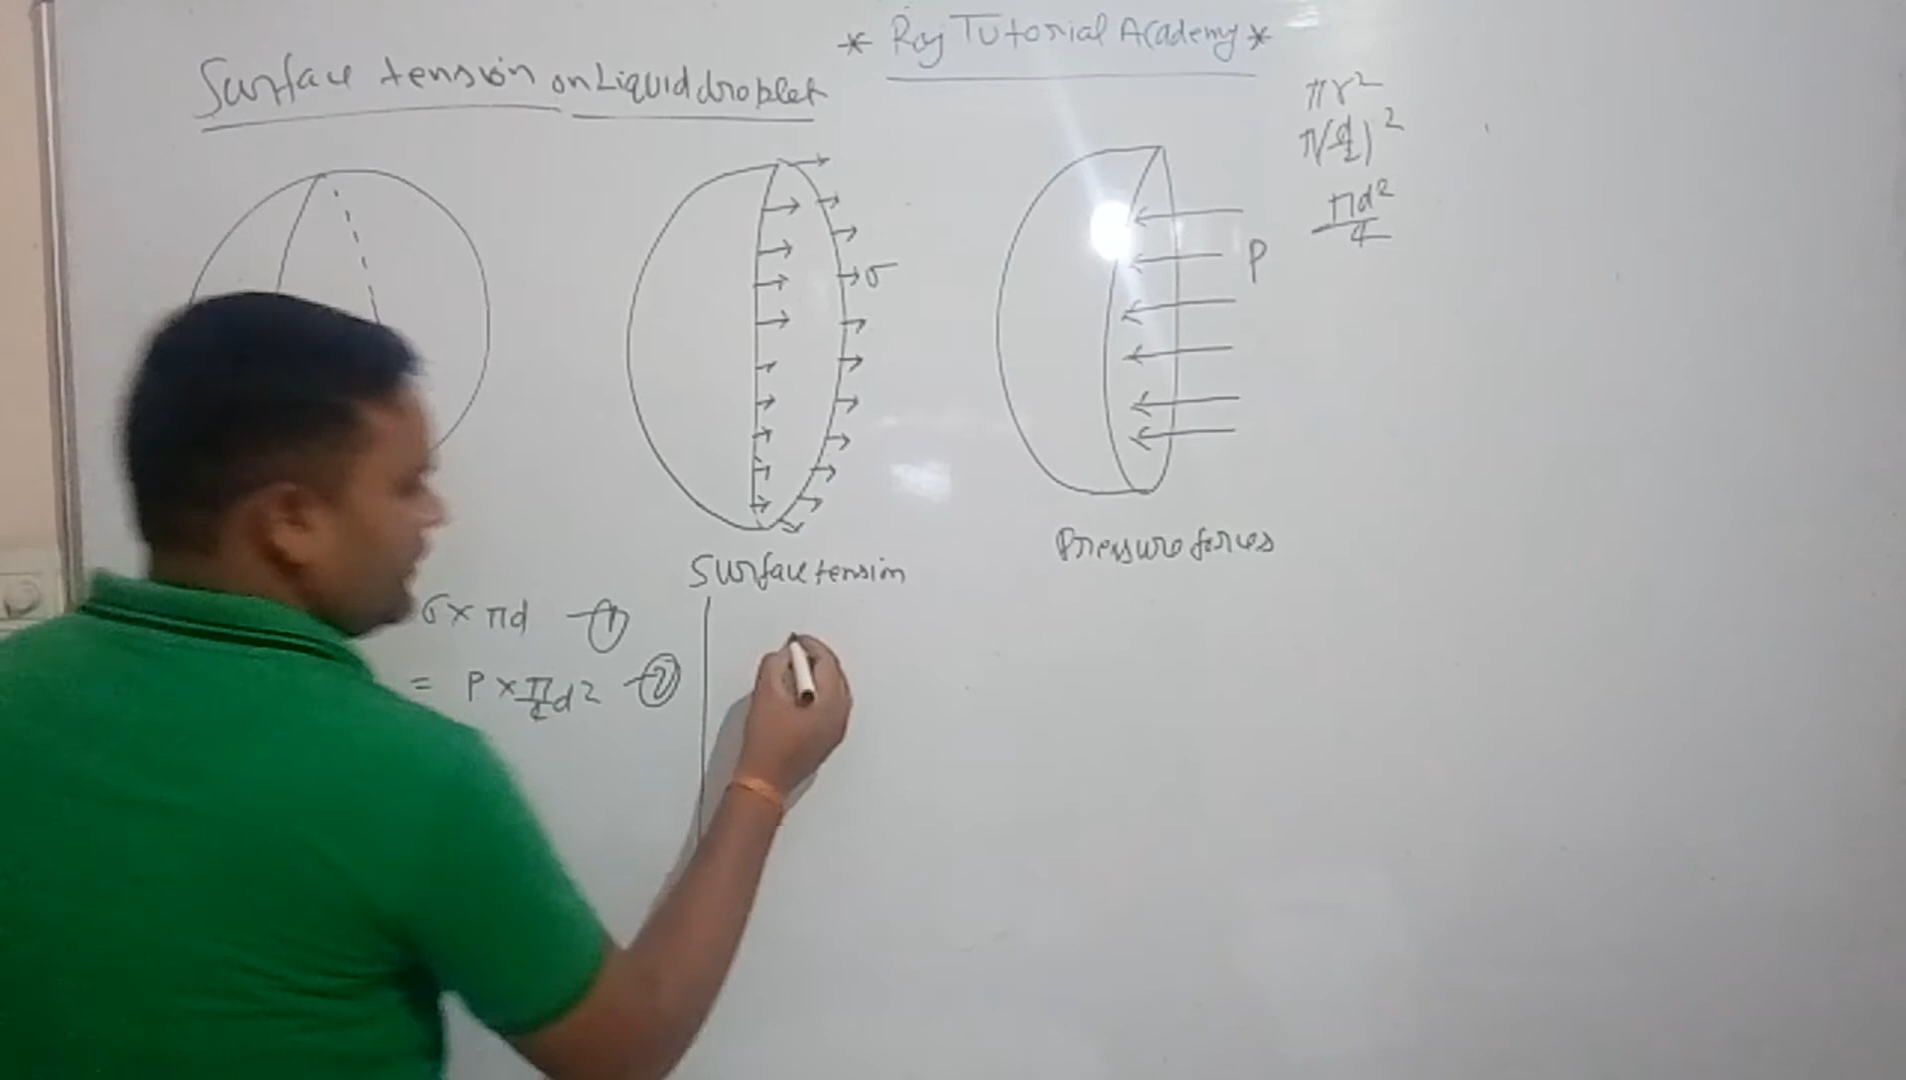 * Raj Tutorial Academy *
Surface tension on Liquid droplet
πr²
π(d/2)²
πd²/4
σ
P
Pressure forces
Surface tension
σ × πd — ①
= P × π/4 d² — ②